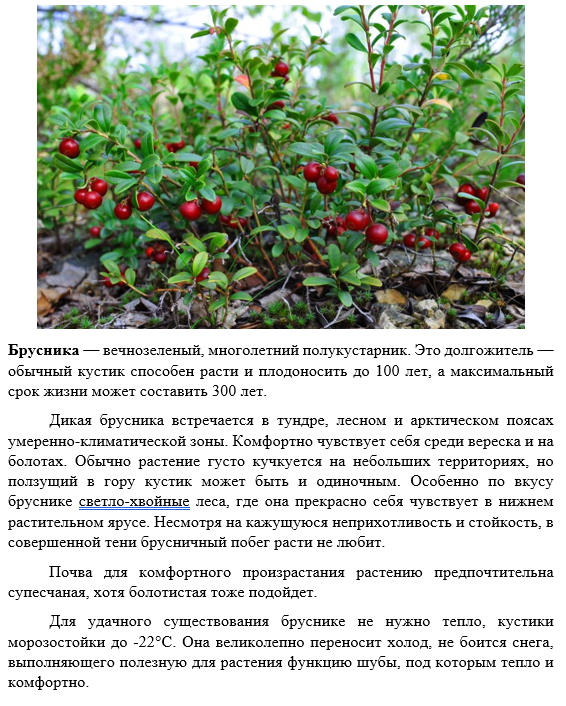 Брусника — вечнозеленый, многолетний полукустарник. Это долгожитель —
обычный кустик способен расти и плодоносить до 100 лет, а максимальный
срок жизни может составить 300 лет.
Дикая брусника встречается в тундре, лесном и арктическом поясах
умеренно-климатической зоны. Комфортно чувствует себя среди вереска и на
болотах. Обычно растение густо кучкуется на небольших территориях, но
ползущий в гору кустик может быть и одиночным. Особенно по вкусу
бруснике светло-хвойные леса, где она прекрасно себя чувствует в нижнем
растительном ярусе. Несмотря на кажущуюся неприхотливость и стойкость, в
совершенной тени брусничный побег расти не любит.
Почва для комфортного произрастания растению предпочтительна
супесчаная, хотя болотистая тоже подойдет.
Для удачного существования бруснике не нужно тепло, кустики
морозостойки до -22°С. Она великолепно переносит холод, не боится снега,
выполняющего полезную для растения функцию шубы, под которым тепло и
комфортно.